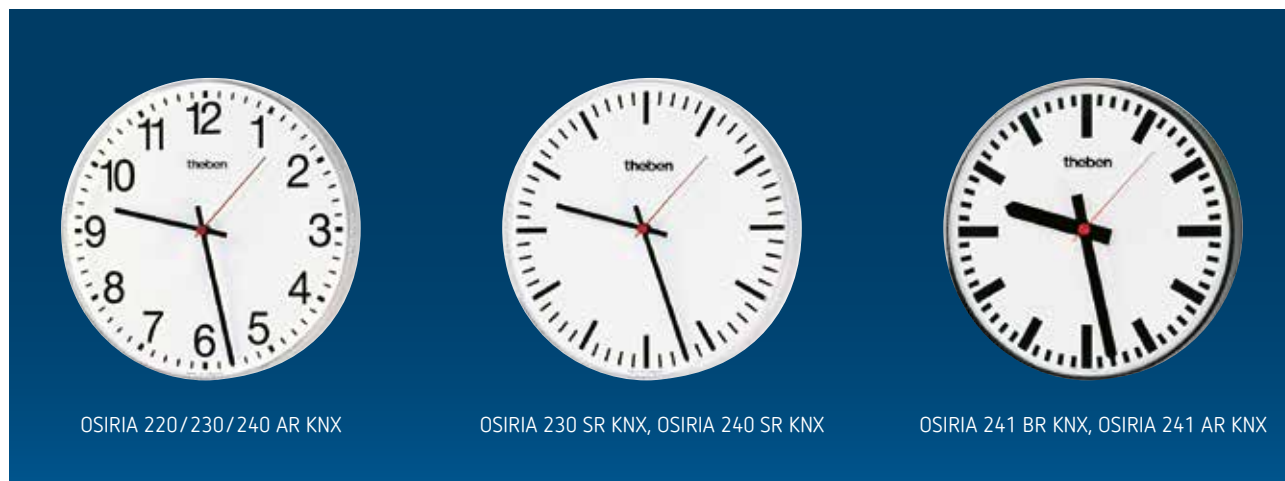 12
11 1
theben
10 2
9 3
8 4
7 5
6
theben
theben
OSIRIA 220/230/240 AR KNX
OSIRIA 230 SR KNX, OSIRIA 240 SR KNX
OSIRIA 241 BR KNX, OSIRIA 241 AR KNX